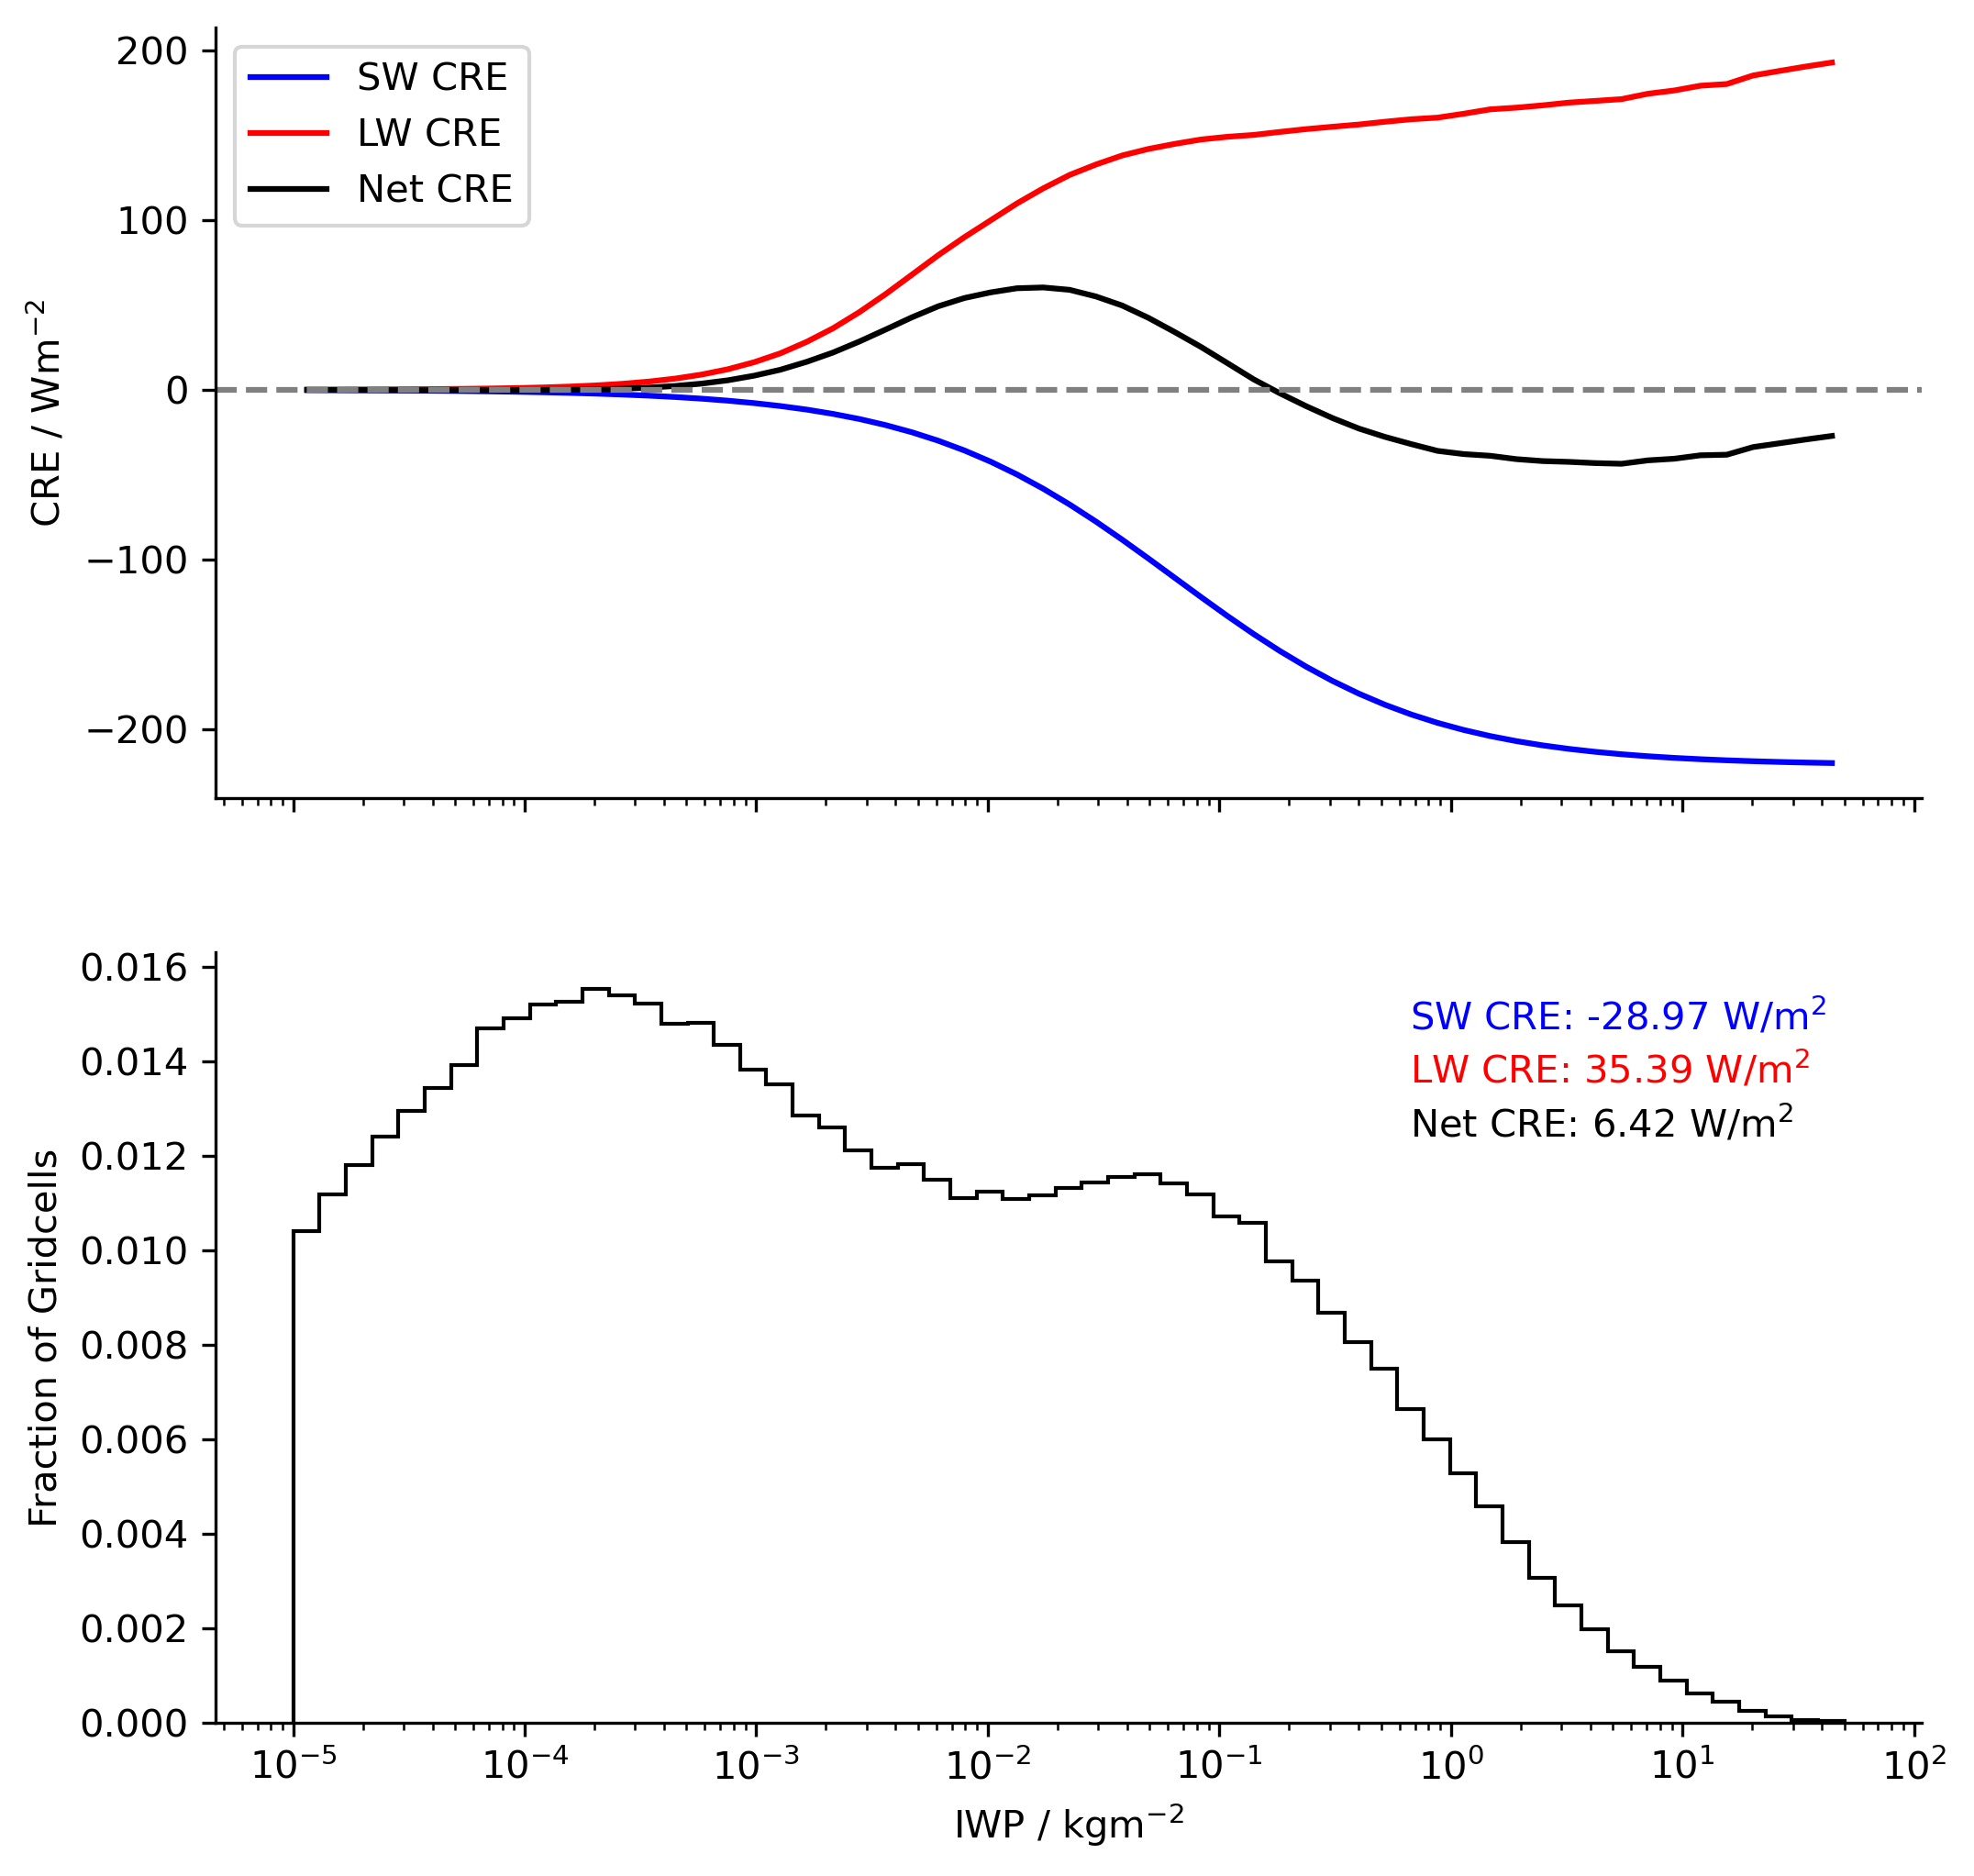 200
100
0
−100
−200
CRE / Wm⁻²
SW CRE
LW CRE
Net CRE
0.016
0.014
0.012
0.010
0.008
0.006
0.004
0.002
0.000
Fraction of Gridcells
SW CRE: -28.97 W/m²
LW CRE: 35.39 W/m²
Net CRE: 6.42 W/m²
10⁻⁵ 10⁻⁴ 10⁻³ 10⁻² 10⁻¹ 10⁰ 10¹ 10²
IWP / kgm⁻²